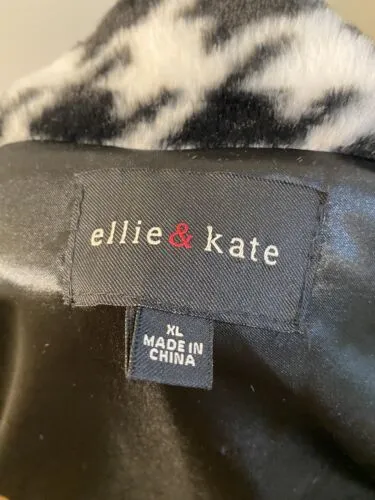 ellie & kate
XL
MADE IN
CHINA